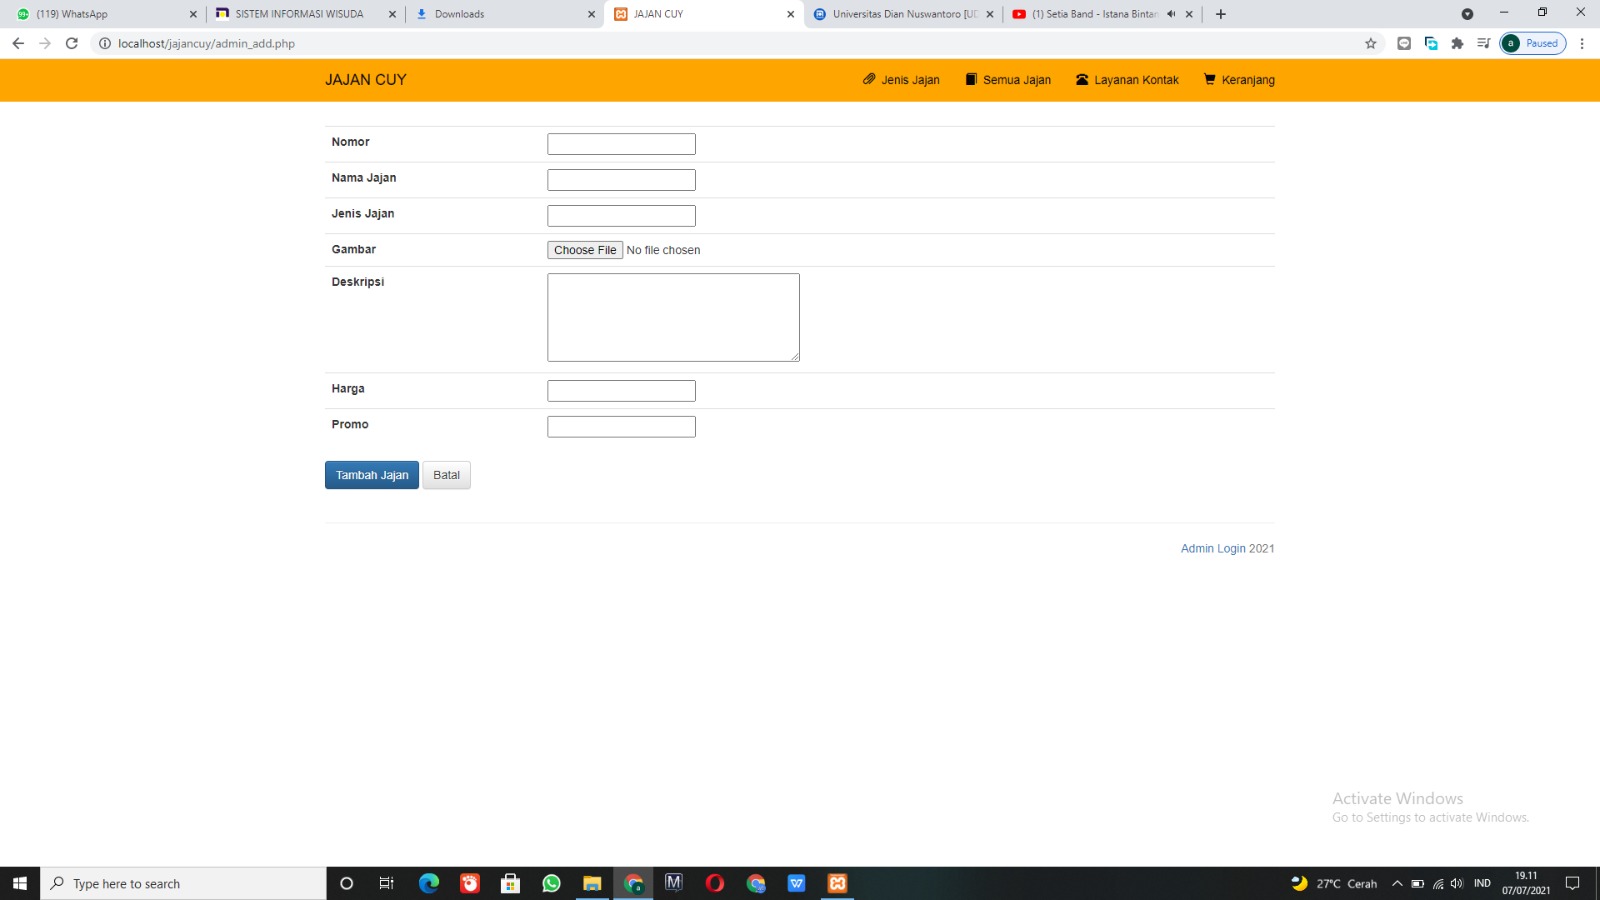 (119) WhatsApp
SISTEM INFORMASI WISUDA
Downloads
JAJAN CUY
Universitas Dian Nuswantoro [UD
(1) Setia Band - Istana Bintan
localhost/jajancuy/admin_add.php
a Paused
JAJAN CUY
Jenis Jajan
Semua Jajan
Layanan Kontak
Keranjang
Nomor
Nama Jajan
Jenis Jajan
Gambar
Choose File No file chosen
Deskripsi
Harga
Promo
Tambah Jajan
Batal
Admin Login 2021
Activate Windows
Go to Settings to activate Windows.
Type here to search
27°C Cerah
IND
19.11
07/07/2021